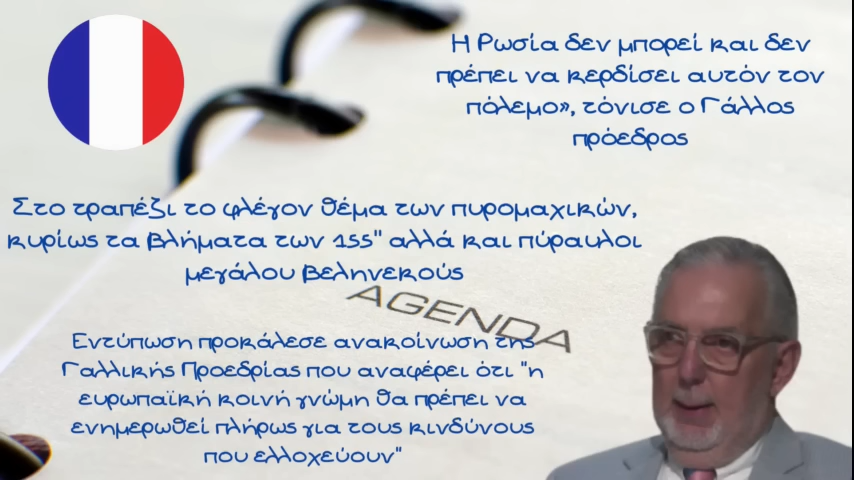 Η Ρωσία δεν μπορεί και δεν
πρέπει να κερδίσει αυτόν τον
πόλεμο», τόνισε ο Γάλλος
πρόεδρος
Στο τραπέζι το φλέγον θέμα των πυρομαχικών,
κυρίως τα βλήματα των 155" αλλά και πύραυλοι
μεγάλου βεληνεκούς
AGENDA
Εντύπωση προκάλεσε ανακοίνωση της
Γαλλικής Προεδρίας που αναφέρει ότι "η
ευρωπαϊκή κοινή γνώμη θα πρέπει να
ενημερωθεί πλήρως για τους κινδύνους
που ελλοχεύουν"